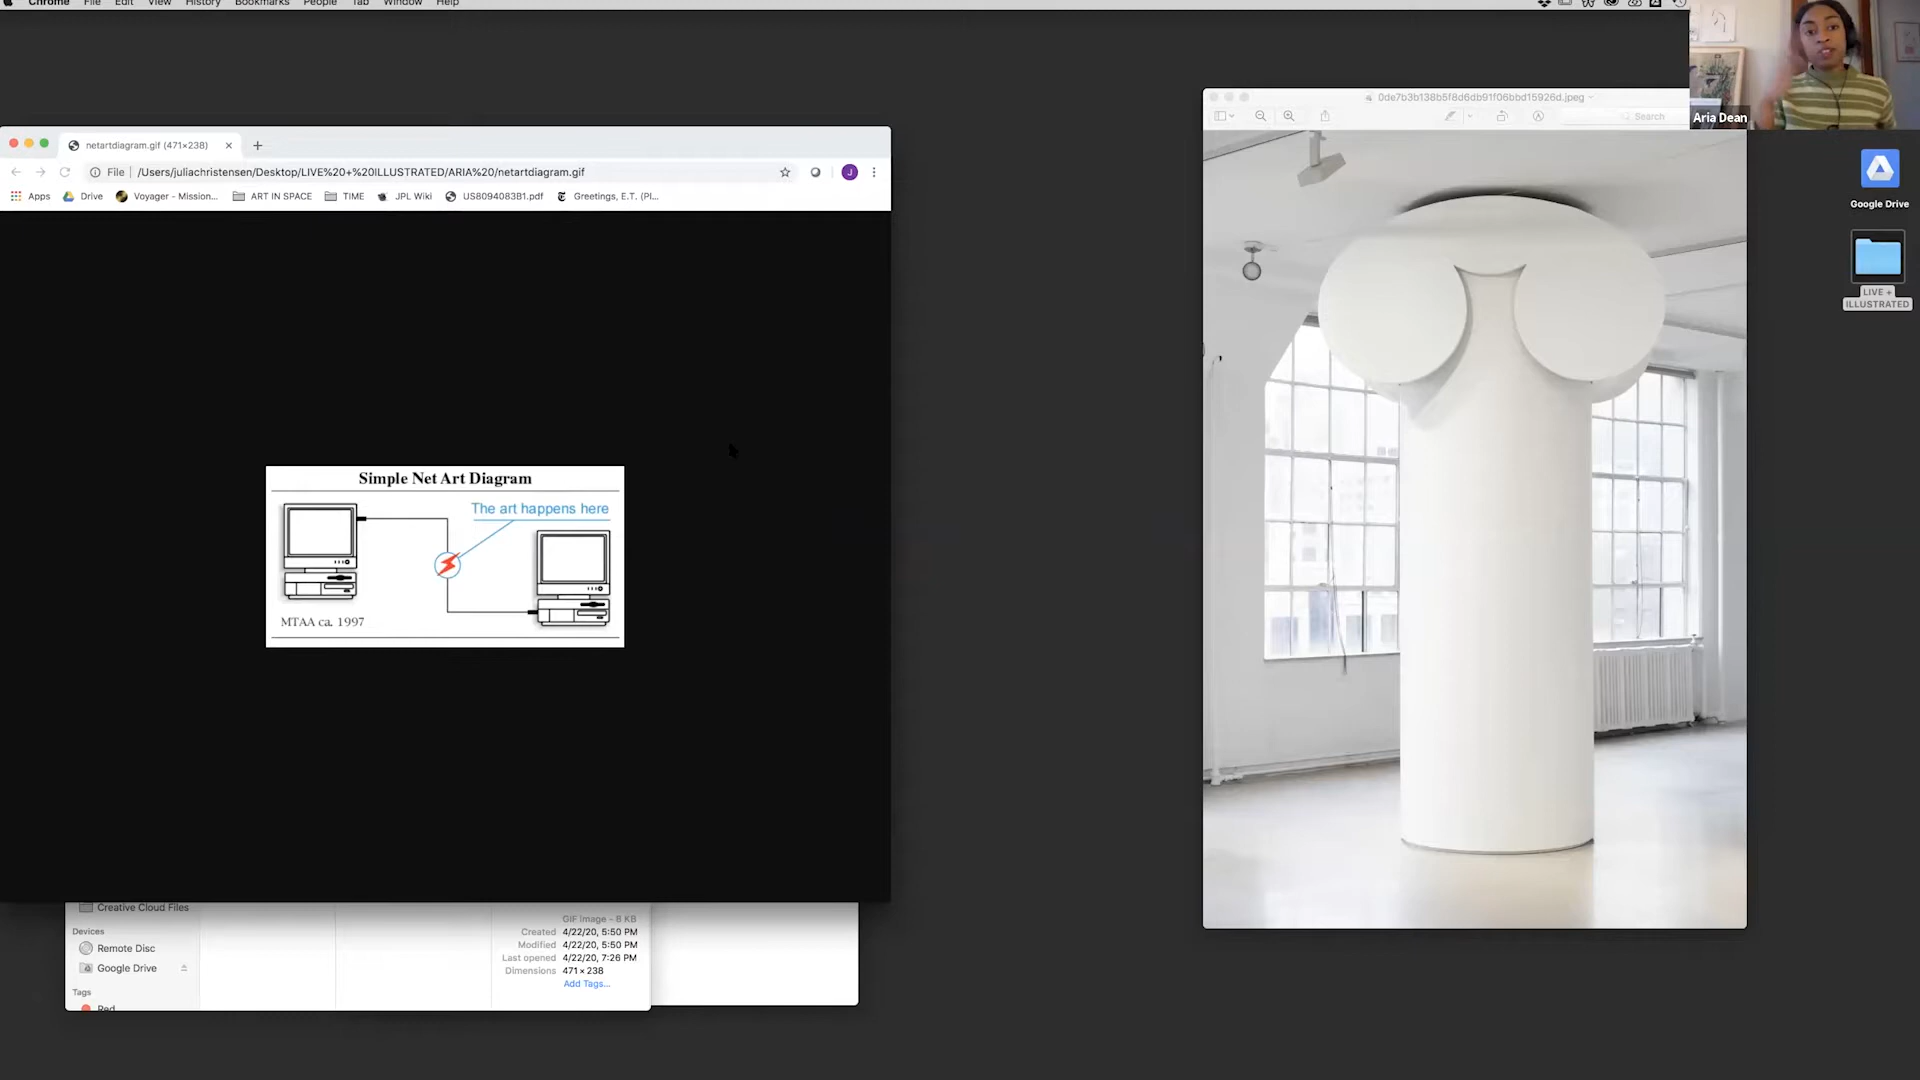 Chrome File Edit View History Bookmarks People Tab Window Help
Aria Dean
0de7b3b138b5f8d6db91f06bbd15926d.jpeg
Search
netartdiagram.gif (471×238)
File | /Users/juliachristensen/Desktop/LIVE%20+%20ILLUSTRATED/ARIA%20/netartdiagram.gif
J
Apps Drive Voyager - Mission... ART IN SPACE TIME JPL Wiki US8094083B1.pdf Greetings, E.T. (Pl...
Google Drive
LIVE +
ILLUSTRATED
Simple Net Art Diagram
The art happens here
MTAA ca. 1997
Creative Cloud Files
Devices
Remote Disc
Google Drive
Tags
Red
GIF image - 8 KB
Created 4/22/20, 5:50 PM
Modified 4/22/20, 5:50 PM
Last opened 4/22/20, 7:26 PM
Dimensions 471×238
Add Tags...